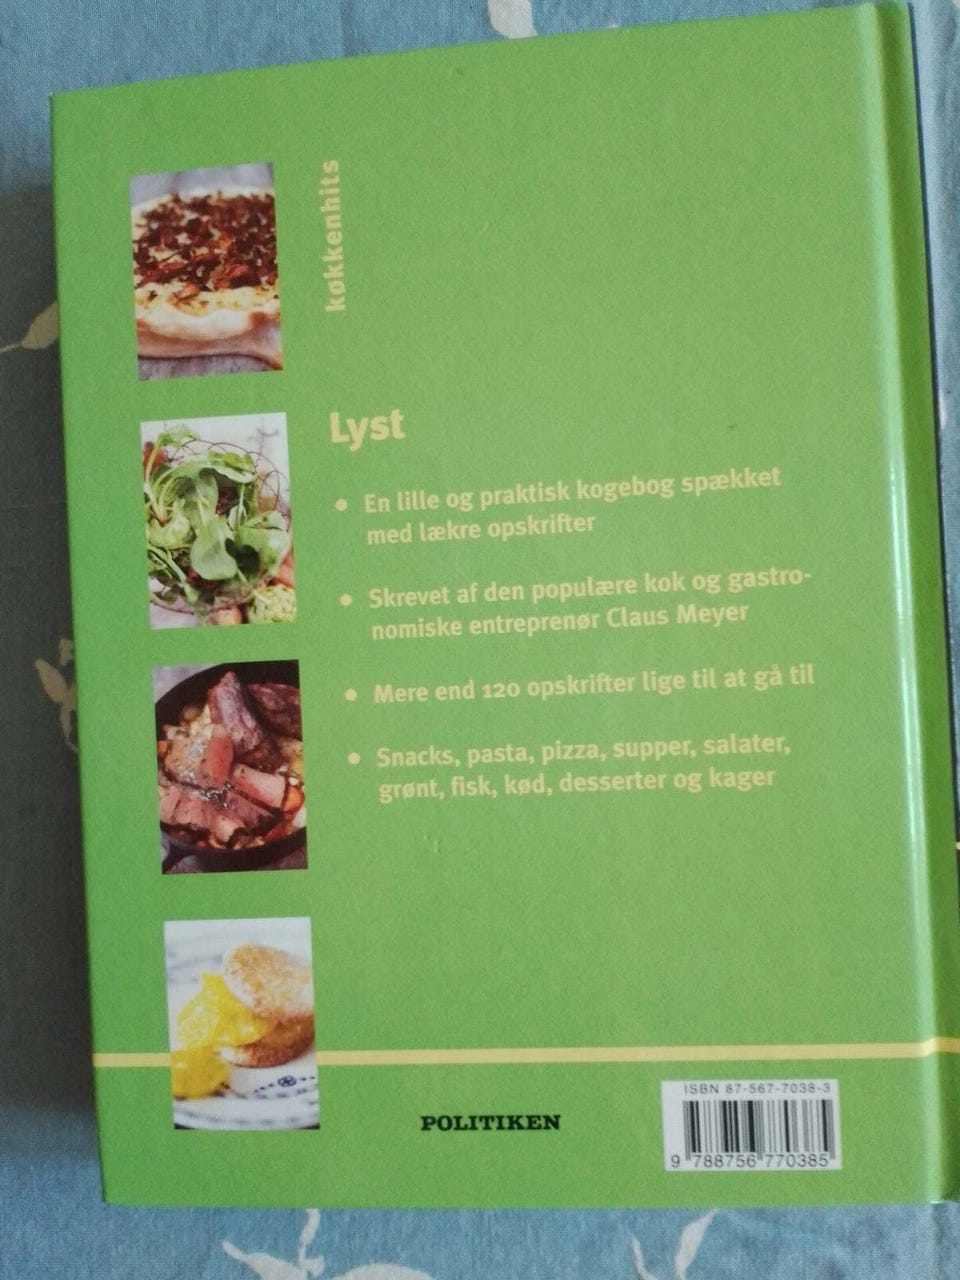 køkkenhits
Lyst
• En lille og praktisk kogebog spækket
med lækre opskrifter
• Skrevet af den populære kok og gastro-
nomiske entreprenør Claus Meyer
• Mere end 120 opskrifter lige til at gå til
• Snacks, pasta, pizza, supper, salater,
grønt, fisk, kød, desserter og kager
POLITIKEN
ISBN 87-567-7038-3
9 788756 770385